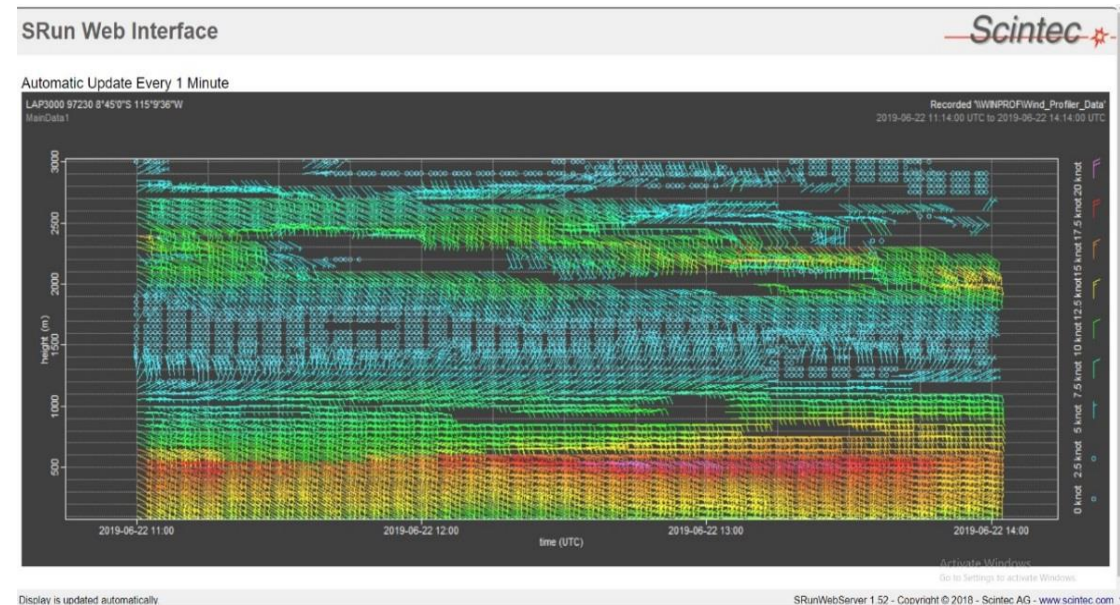 SRun Web Interface
Scintec
Automatic Update Every 1 Minute
LAP3000 97230 8°45'0"S 115°9'36"W
Recorded '\\WINPROF\Wind_Profiler_Data'
MainData1
2019-06-22 11:14:00 UTC to 2019-06-22 14:14:00 UTC
3000
2500
2000
1500
1000
500
height (m)
0 knot 2.5 knot 5 knot 7.5 knot 10 knot 12.5 knot 15 knot 17.5 knot 20 knot
2019-06-22 11:00
2019-06-22 12:00
2019-06-22 13:00
2019-06-22 14:00
time (UTC)
Activate Windows
Go to Settings to activate Windows.
Display is updated automatically.
SRunWebServer 1.52 - Copyright © 2018 - Scintec AG - www.scintec.com